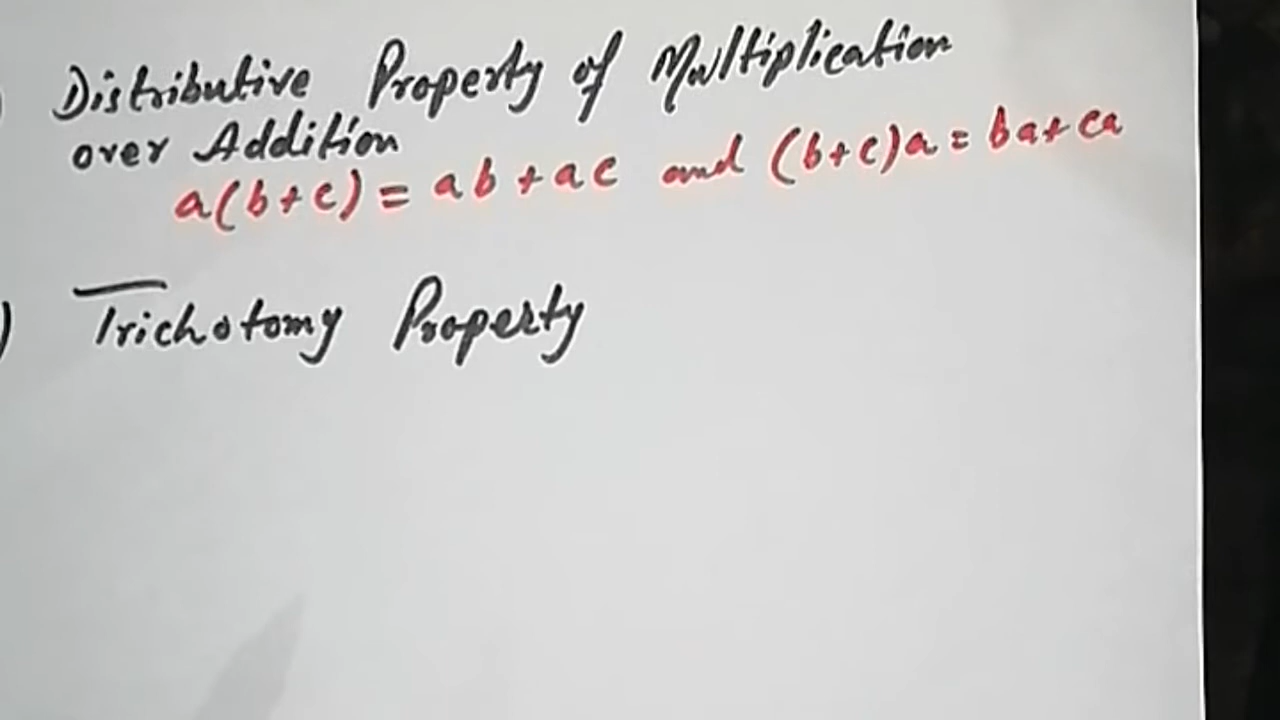 ) Distributive Property of Multiplication
over Addition
a(b+c) = ab + ac and (b+c)a = ba + ca
) Trichotomy Property